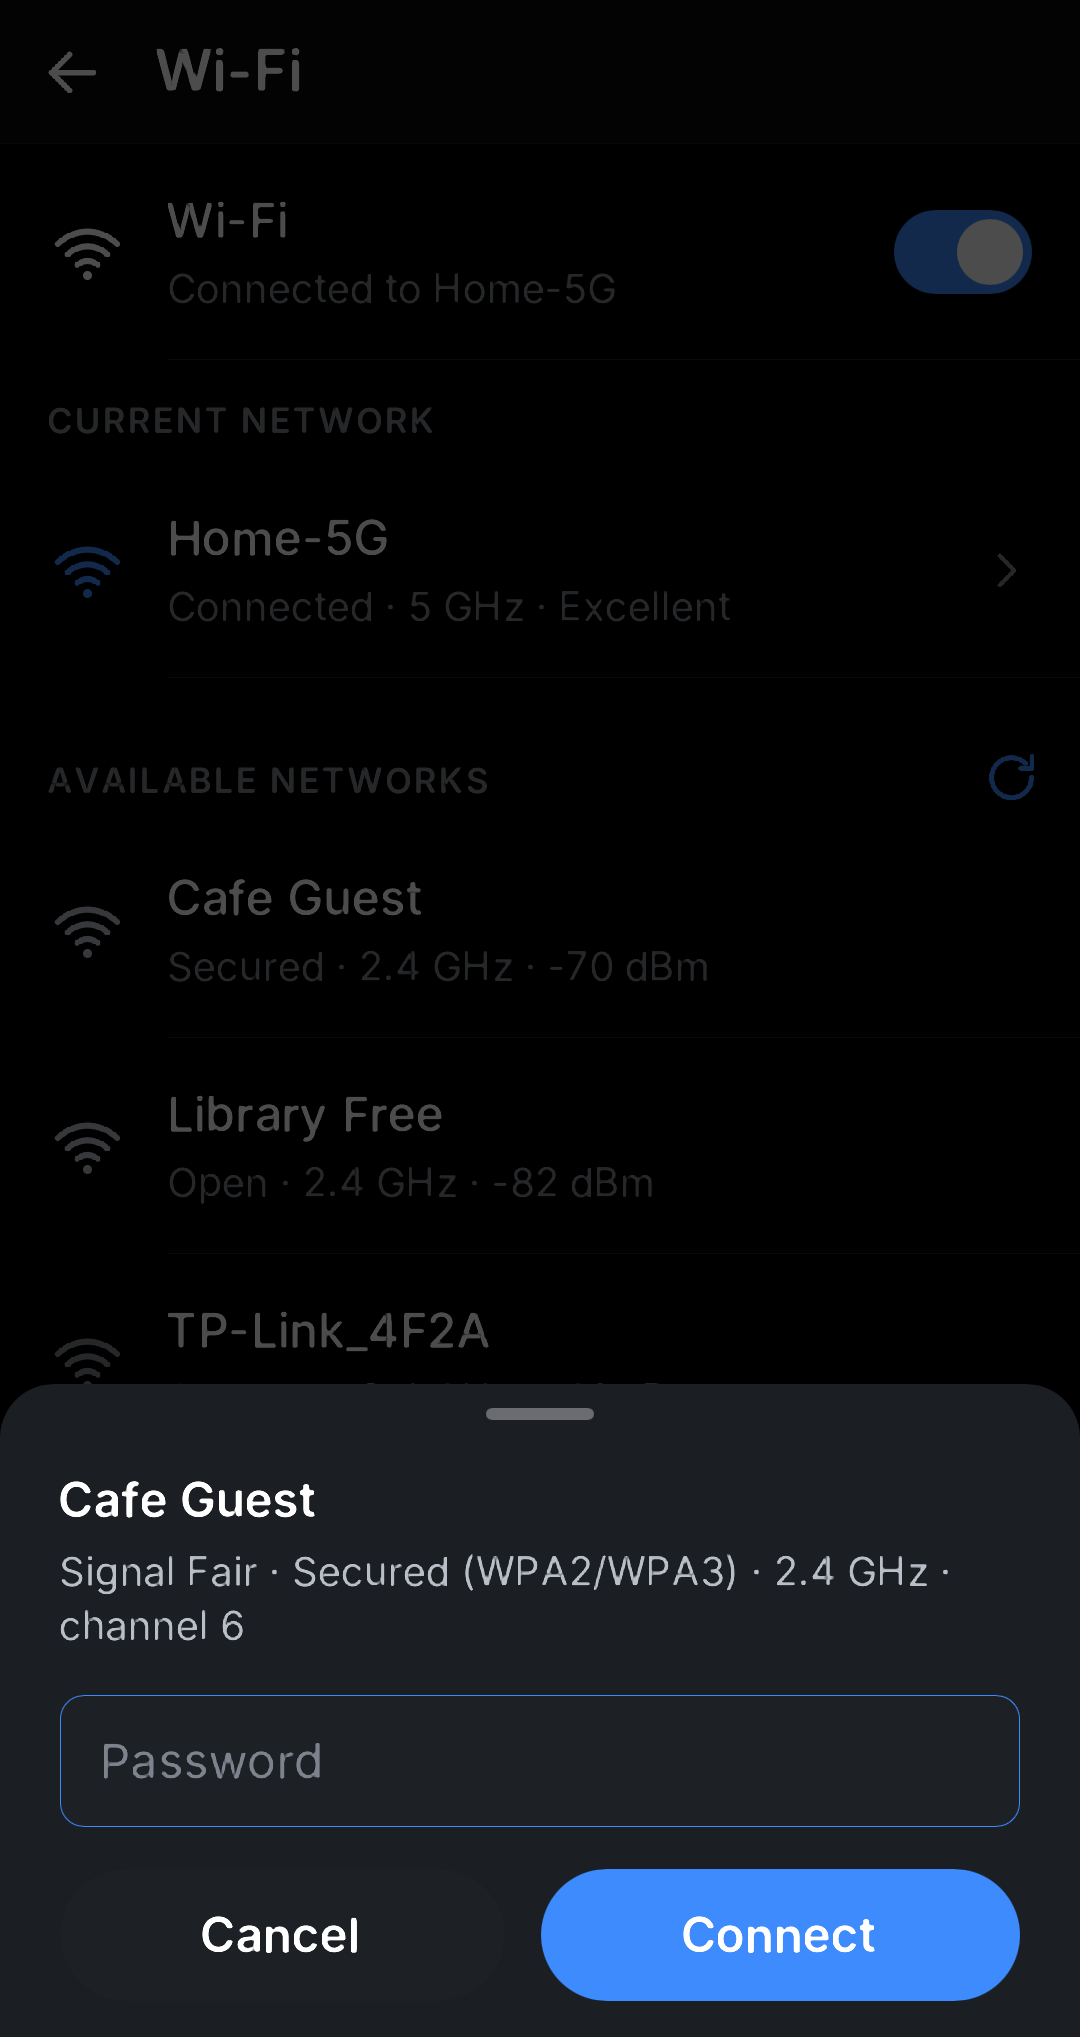 Wi-Fi
Wi-Fi
Connected to Home-5G
CURRENT NETWORK
Home-5G
Connected · 5 GHz · Excellent
AVAILABLE NETWORKS
Cafe Guest
Secured · 2.4 GHz · -70 dBm
Library Free
Open · 2.4 GHz · -82 dBm
TP-Link_4F2A
Cafe Guest
Signal Fair · Secured (WPA2/WPA3) · 2.4 GHz ·
channel 6
Password
Cancel
Connect